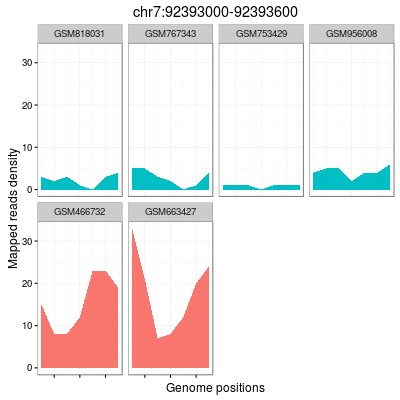 chr7:92393000-92393600
GSM818031 GSM767343 GSM753429 GSM956008
30
20
10
0
GSM466732 GSM663427
30
20
10
0
Mapped reads density
Genome positions